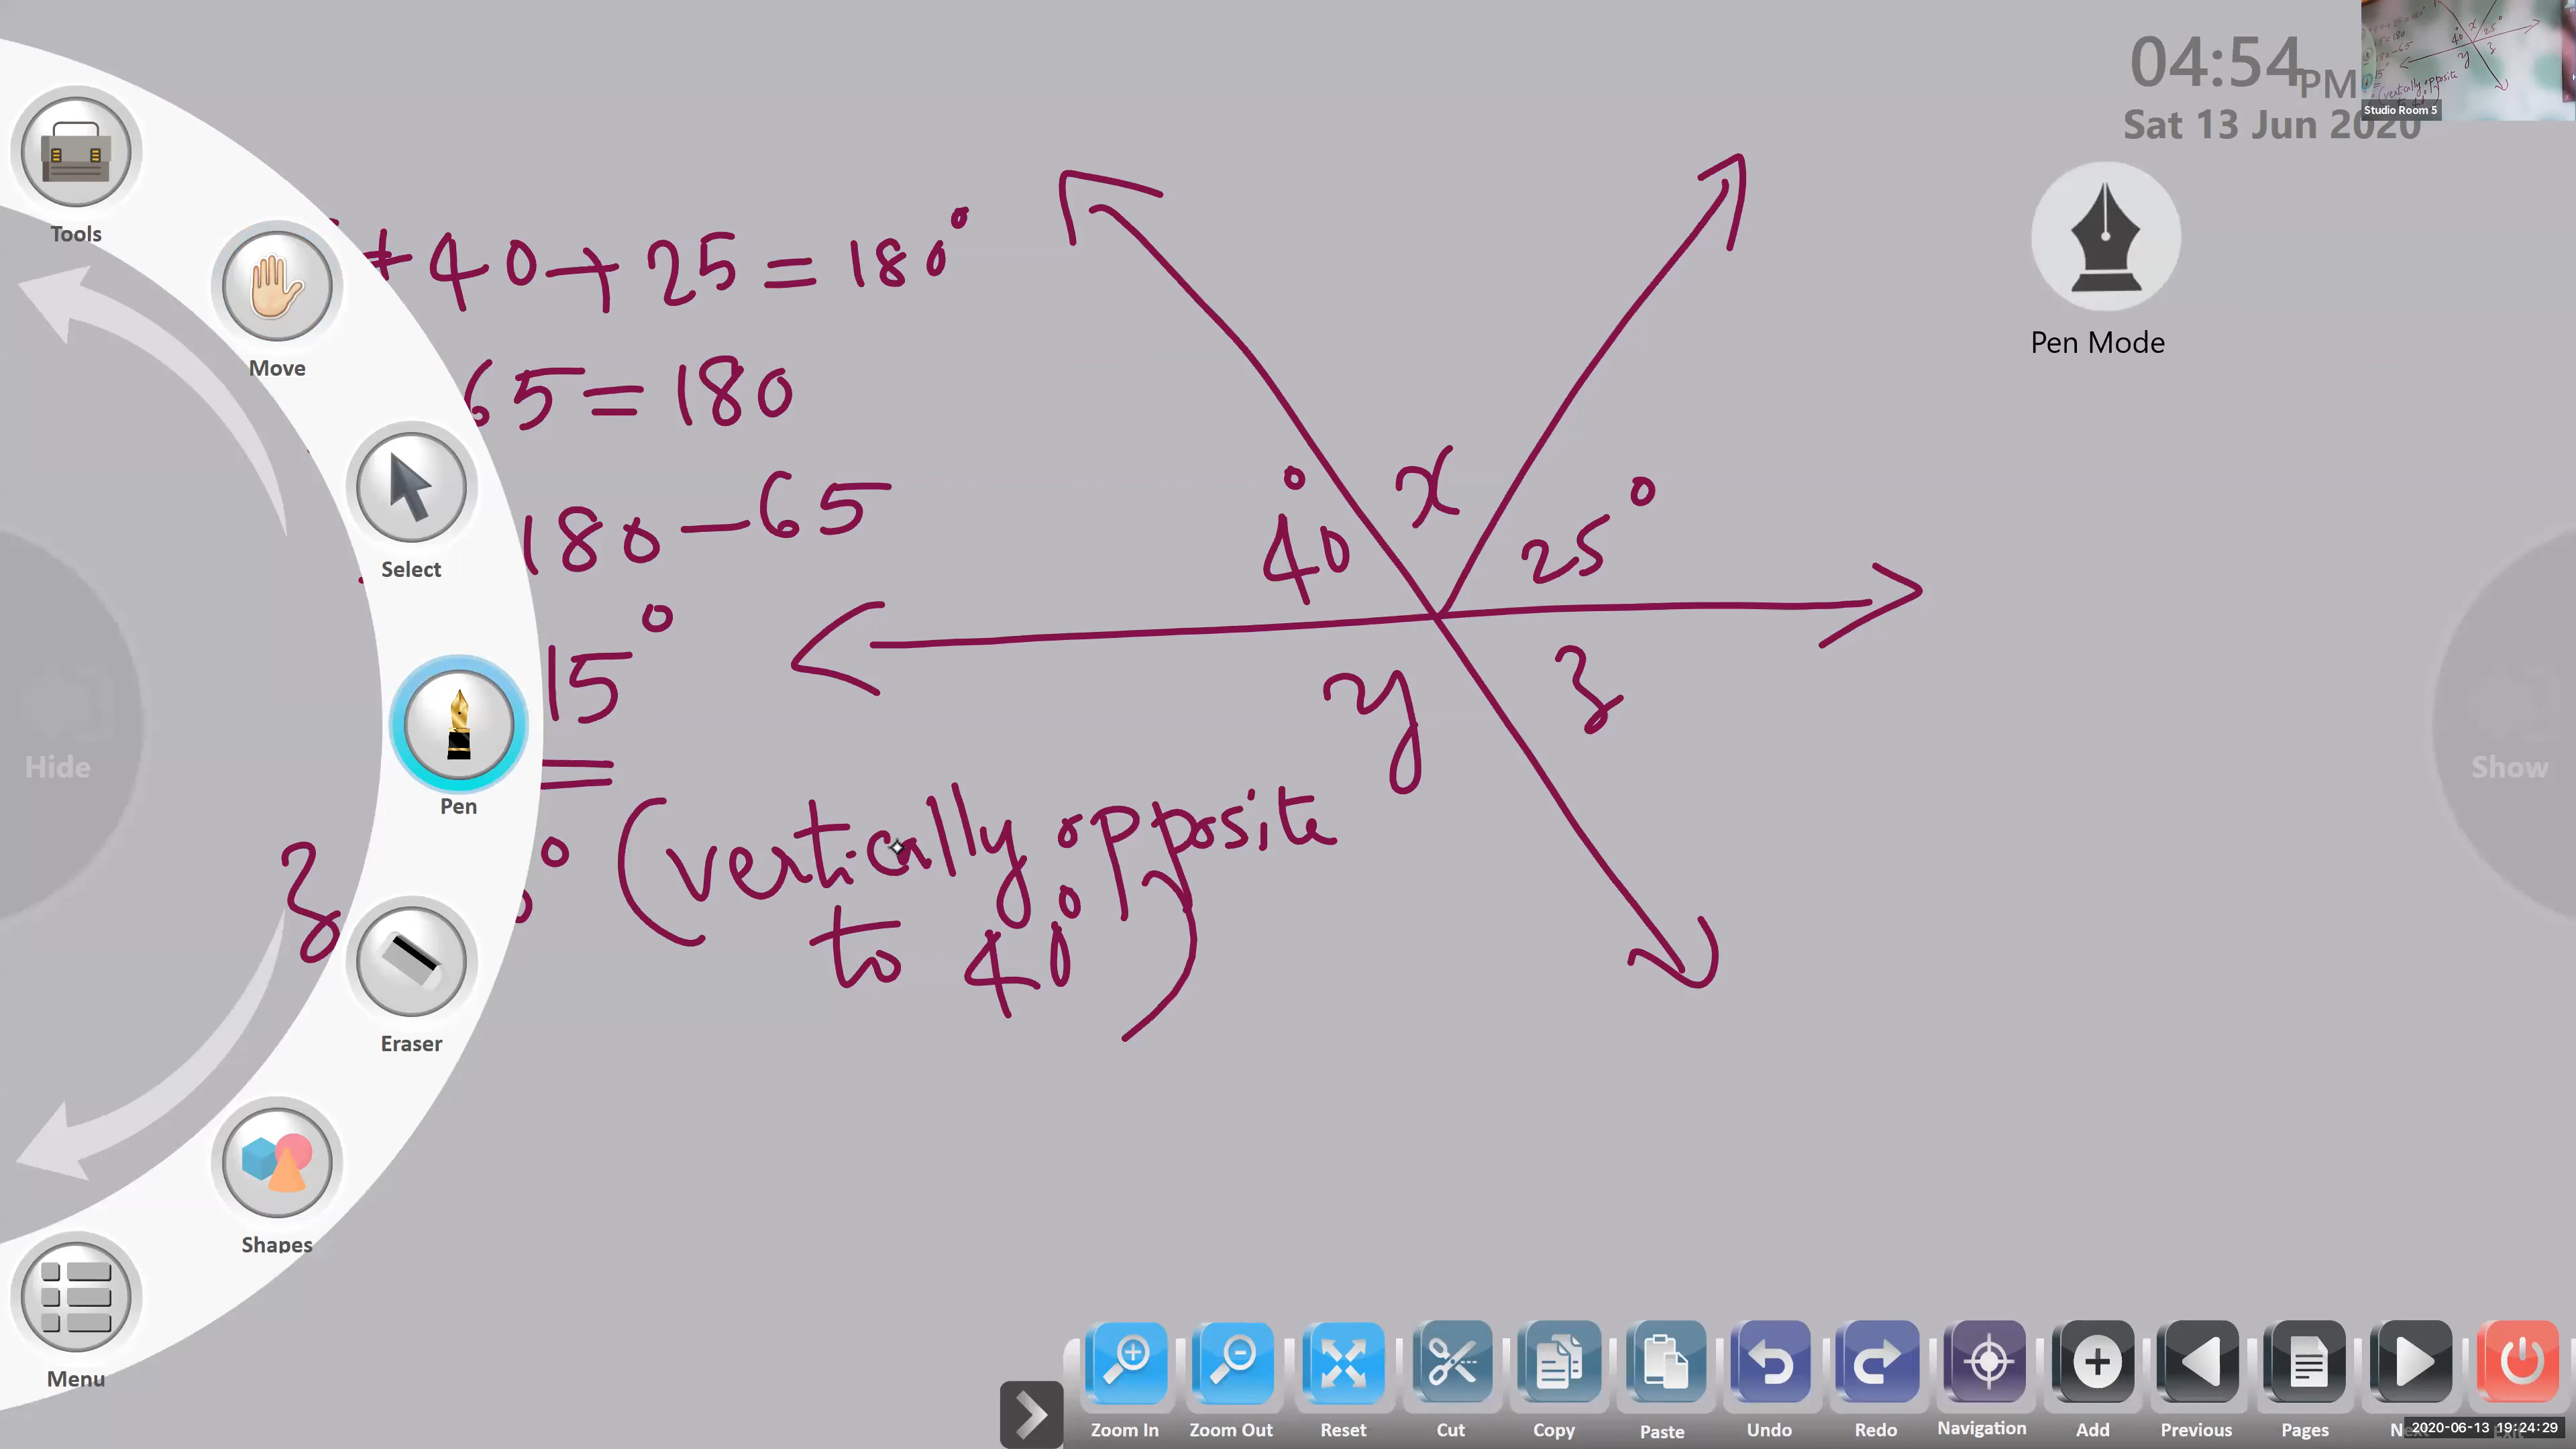 04:54 PM
Sat 13 Jun 2020
Studio Room 5
Pen Mode
Tools
Move
Select
Pen
Eraser
Shapes
Menu
Hide
Show
+ 40 + 25 = 180°
65 = 180
180 - 65
15°
z ° (vertically opposite
to 40°)
40°
x
25°
y
z
Zoom In
Zoom Out
Reset
Cut
Copy
Paste
Undo
Redo
Navigation
Add
Previous
Pages
2020-06-13 19:24:29